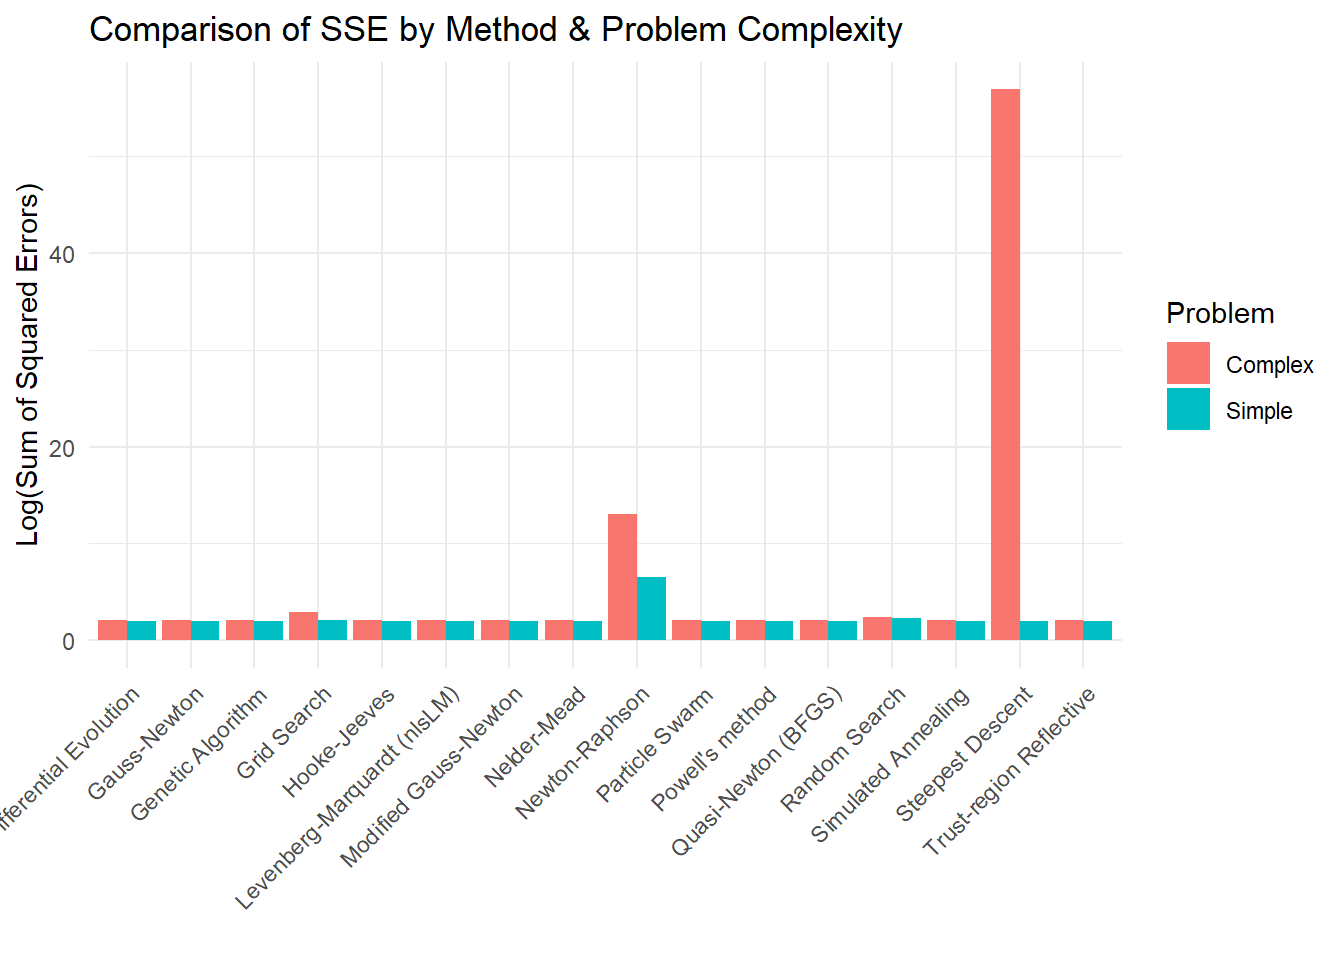 Comparison of SSE by Method & Problem Complexity
Log(Sum of Squared Errors)
40
20
0
Problem
Complex
Simple
Evolution
Gauss-Newton
Genetic Algorithm
Grid Search
Hooke-Jeeves
Levenberg-Marquardt (nlsLM)
Modified Gauss-Newton
Nelder-Mead
Newton-Raphson
Particle Swarm
Powell's method
Quasi-Newton (BFGS)
Random Search
Simulated Annealing
Steepest Descent
Trust-region Reflective